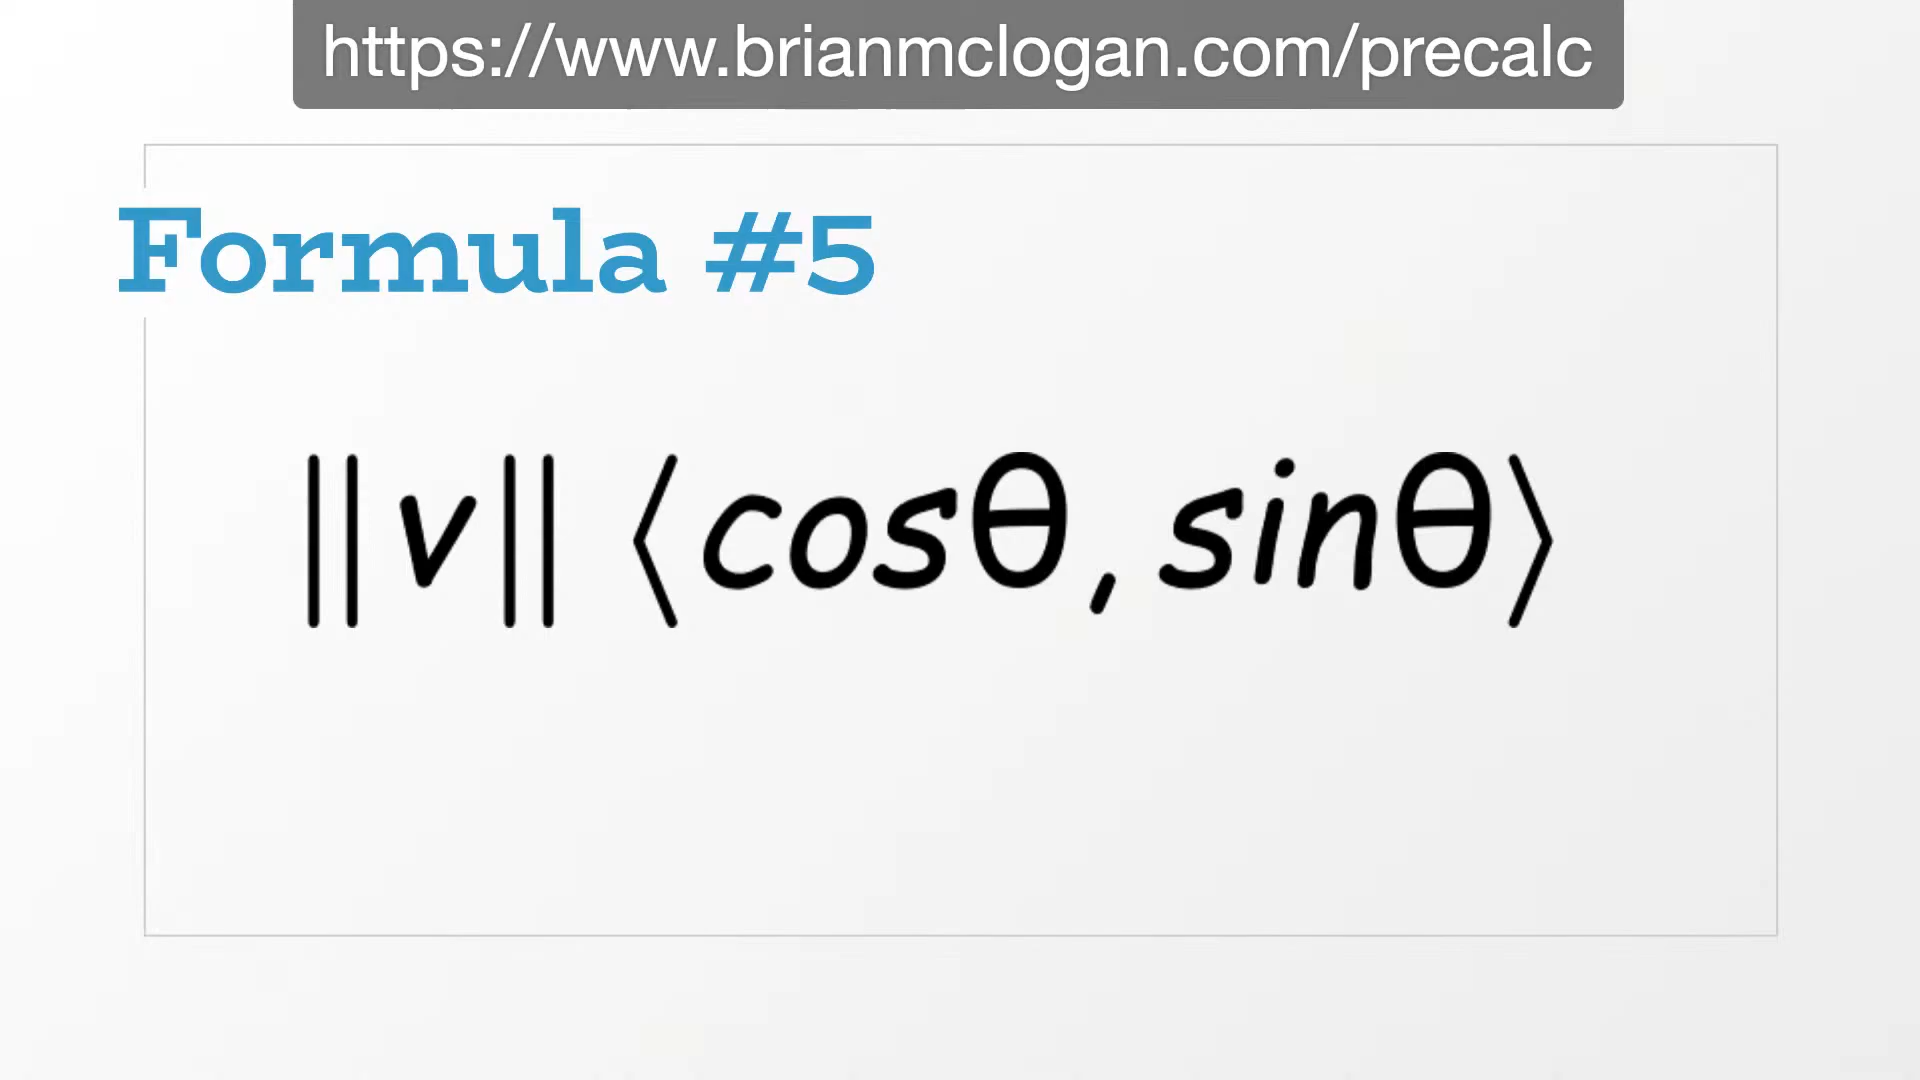 https://www.brianmclogan.com/precalc
Formula #5
‖v‖ ⟨cosθ, sinθ⟩